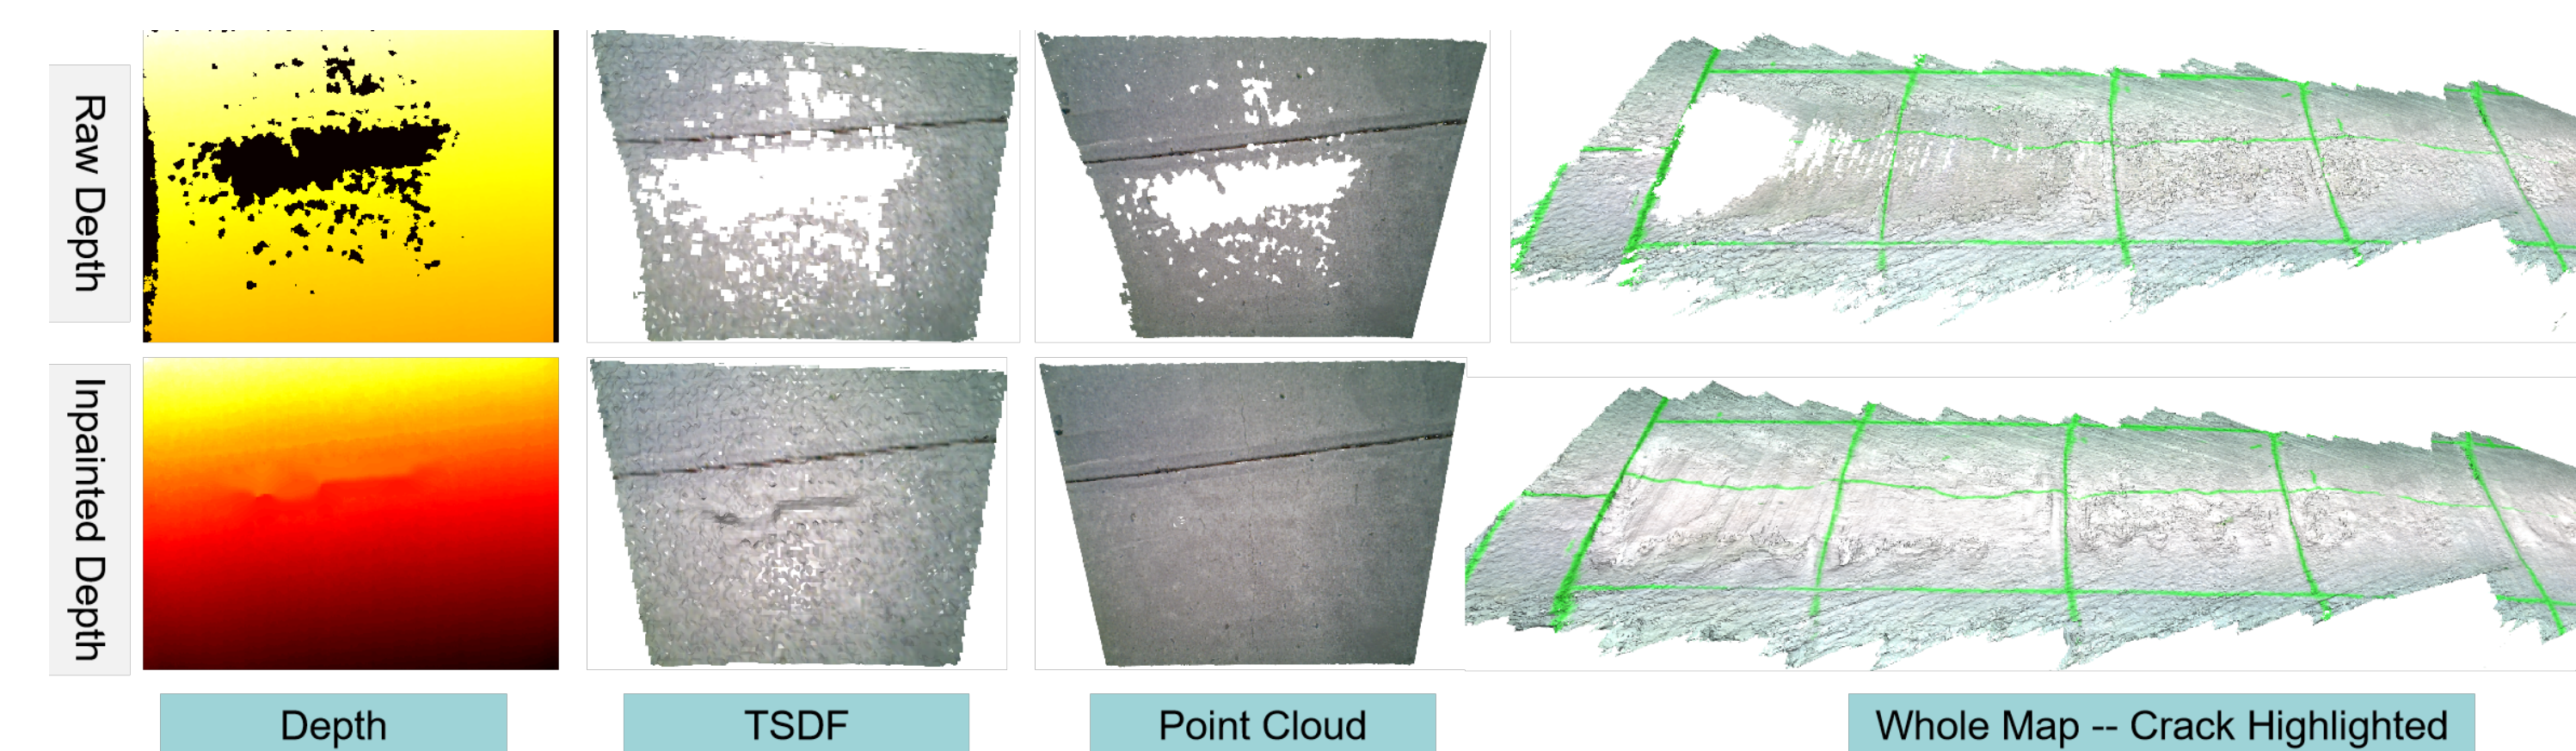 Raw Depth
Inpainted Depth
Depth
TSDF
Point Cloud
Whole Map -- Crack Highlighted